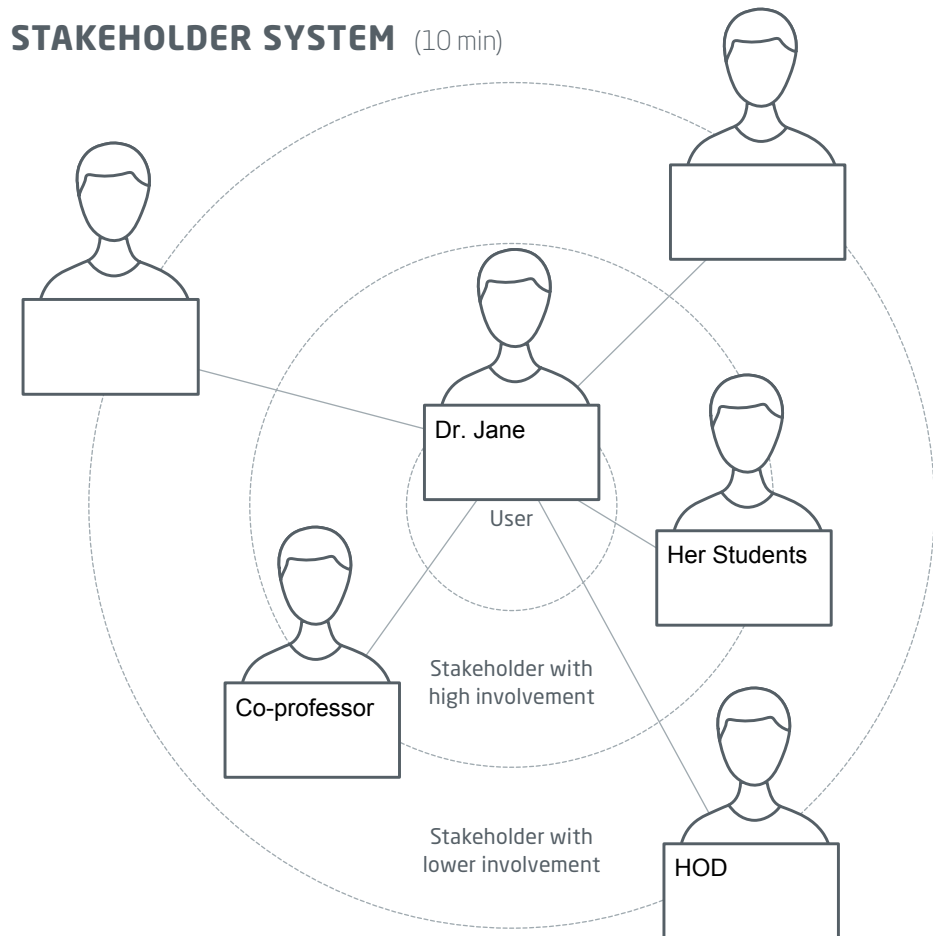 STAKEHOLDER SYSTEM (10 min)
Dr. Jane
User
Her Students
Stakeholder with
high involvement
Co-professor
Stakeholder with
lower involvement
HOD